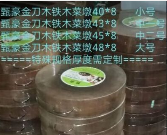 甄豪金刀木铁木菜墩40*8 小号
甄豪金刀木铁木菜墩43*8 中号
甄豪金刀木铁木菜墩45*8 中二号
甄豪金刀木铁木菜墩48*8 大号
=====特殊规格厚度需定制=====